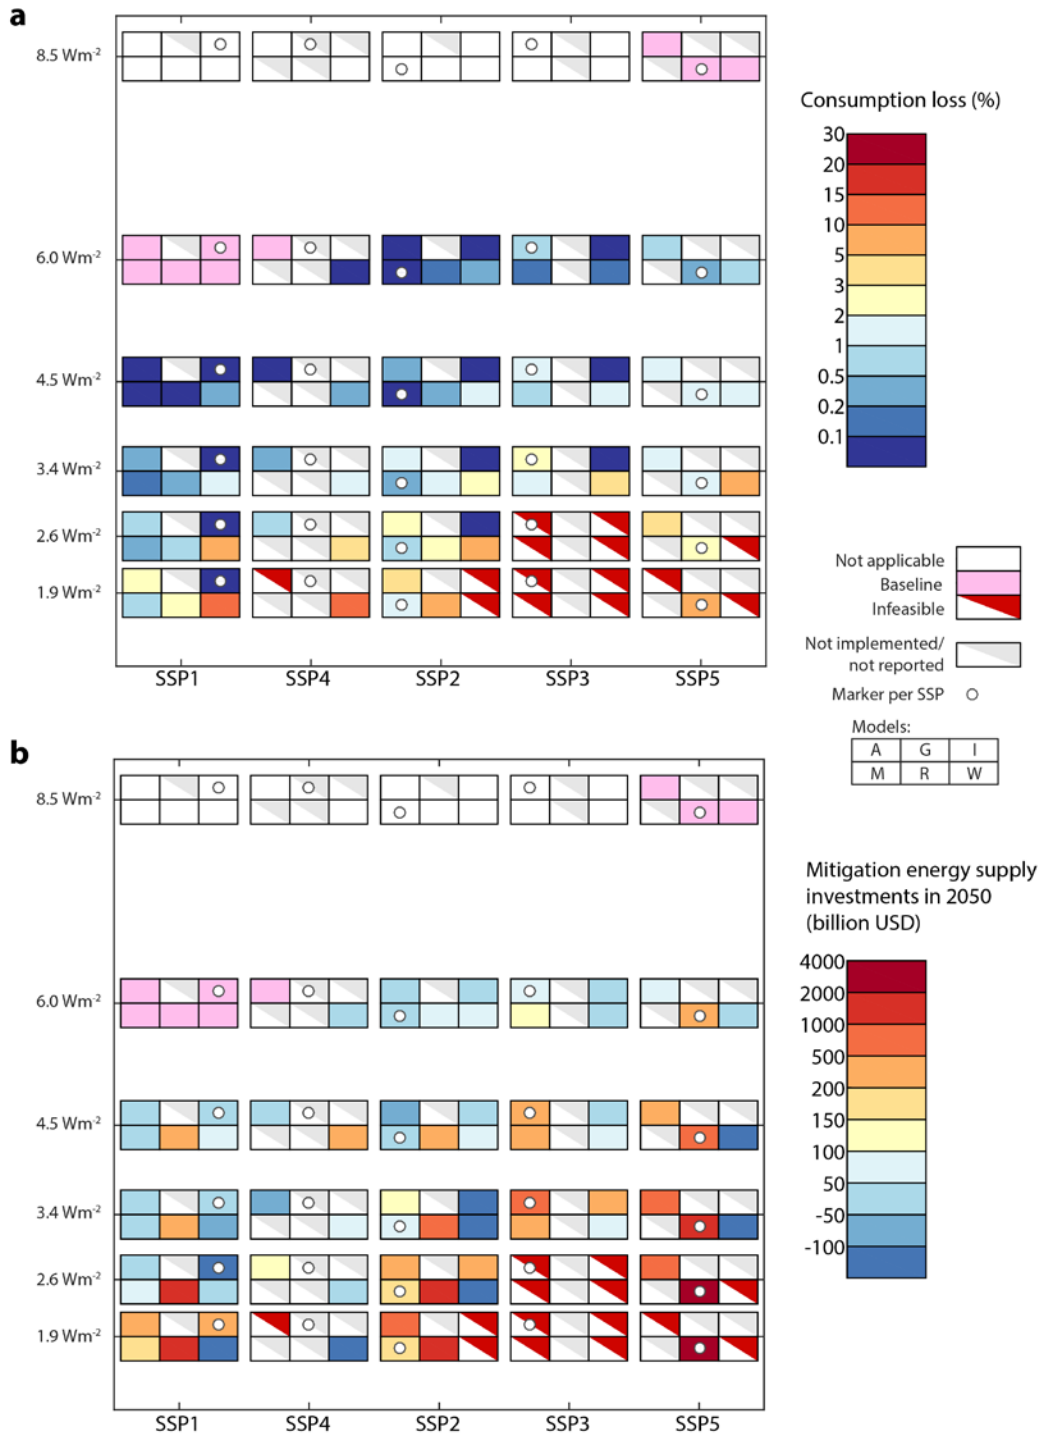 a
8.5 Wm-2
6.0 Wm-2
4.5 Wm-2
3.4 Wm-2
2.6 Wm-2
1.9 Wm-2
SSP1 SSP4 SSP2 SSP3 SSP5
Consumption loss (%)
30
20
15
10
5
3
2
1
0.5
0.2
0.1
Not applicable
Baseline
Infeasible
Not implemented/
not reported
Marker per SSP
Models:
A G I
M R W
b
8.5 Wm-2
6.0 Wm-2
4.5 Wm-2
3.4 Wm-2
2.6 Wm-2
1.9 Wm-2
SSP1 SSP4 SSP2 SSP3 SSP5
Mitigation energy supply
investments in 2050
(billion USD)
4000
2000
1000
500
200
150
100
50
-50
-100